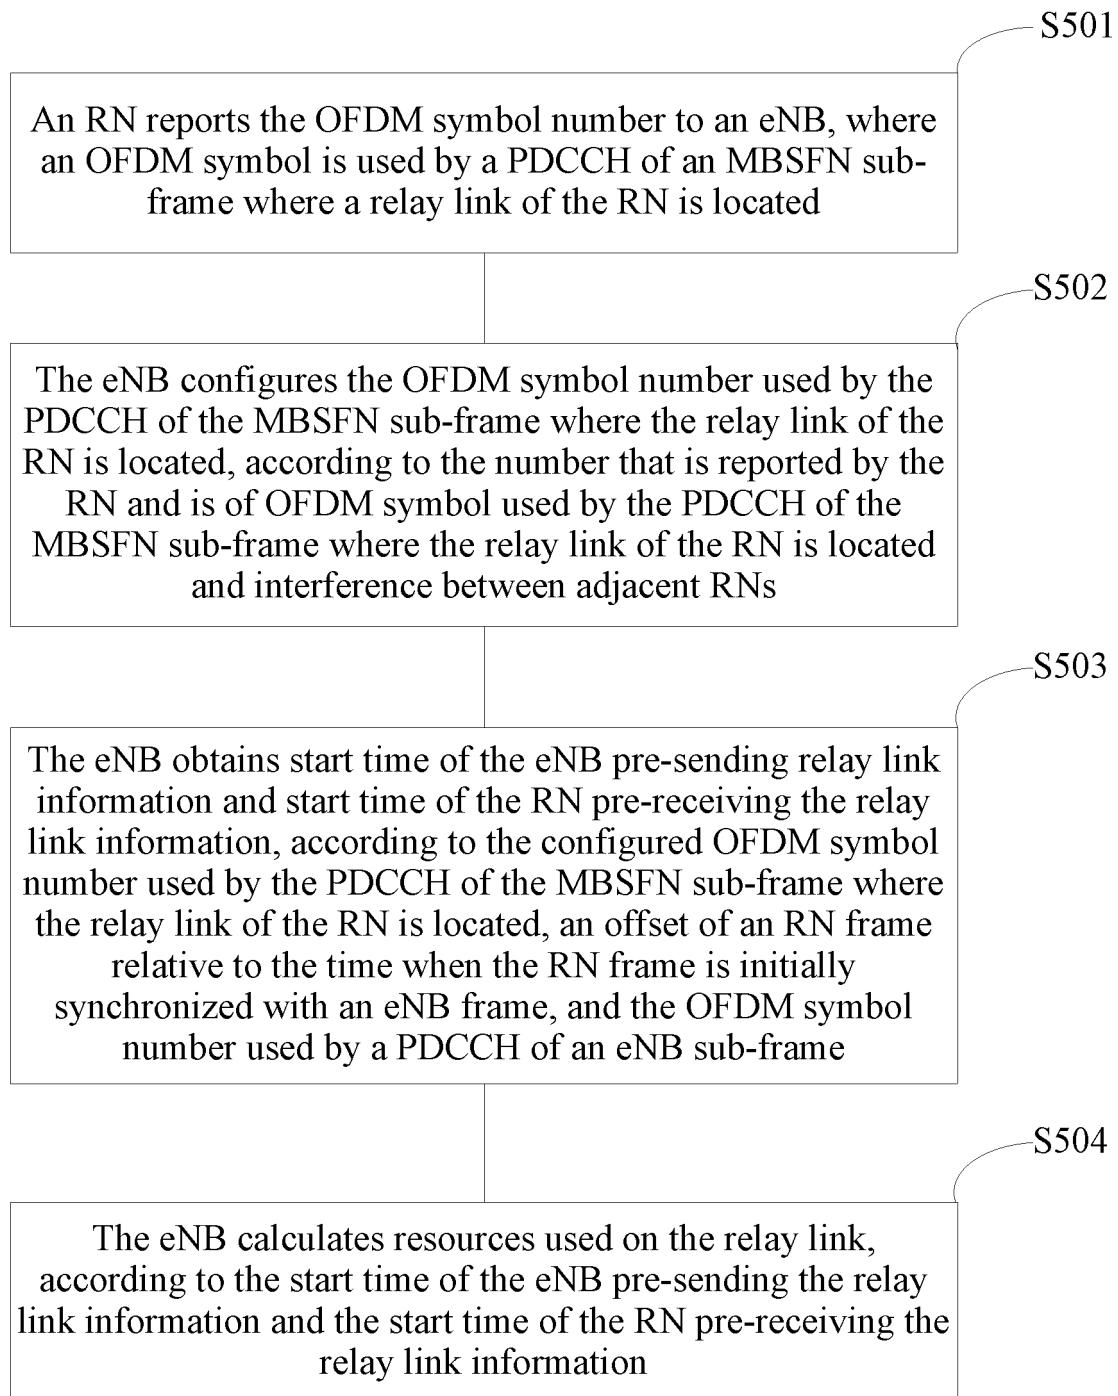 S501
An RN reports the OFDM symbol number to an eNB, where
an OFDM symbol is used by a PDCCH of an MBSFN sub-
frame where a relay link of the RN is located
S502
The eNB configures the OFDM symbol number used by the
PDCCH of the MBSFN sub-frame where the relay link of the
RN is located, according to the number that is reported by the
RN and is of OFDM symbol used by the PDCCH of the
MBSFN sub-frame where the relay link of the RN is located
and interference between adjacent RNs
S503
The eNB obtains start time of the eNB pre-sending relay link
information and start time of the RN pre-receiving the relay
link information, according to the configured OFDM symbol
number used by the PDCCH of the MBSFN sub-frame where
the relay link of the RN is located, an offset of an RN frame
relative to the time when the RN frame is initially
synchronized with an eNB frame, and the OFDM symbol
number used by a PDCCH of an eNB sub-frame
S504
The eNB calculates resources used on the relay link,
according to the start time of the eNB pre-sending the relay
link information and the start time of the RN pre-receiving the
relay link information